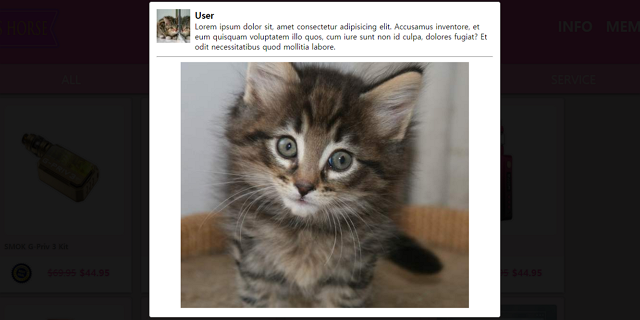 HORSE
INFO MEM
ALL SERVICE
User
Lorem ipsum dolor sit, amet consectetur adipisicing elit. Accusamus inventore, et
eum quisquam voluptatem illo quos, cum iure sunt non id culpa, dolores fugiat? Et
odit necessitatibus quod mollitia labore.
$44.95
$44.95